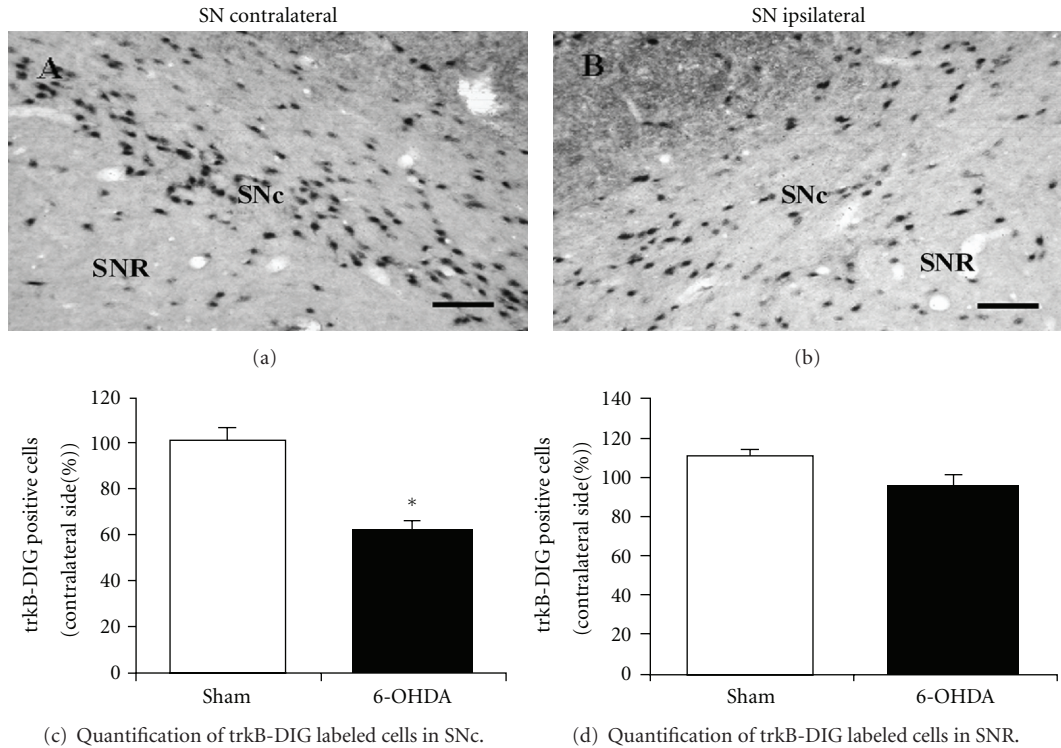 SN contralateral
SN ipsilateral
A
B
SNc
SNc
SNR
SNR
(a)
(b)
120
100
80
60
40
20
0
trkB-DIG positive cells
(contralateral side(%))
*
Sham
6-OHDA
(c) Quantification of trkB-DIG labeled cells in SNc.
140
120
100
80
60
40
20
0
trkB-DIG positive cells
(contralateral side(%))
Sham
6-OHDA
(d) Quantification of trkB-DIG labeled cells in SNR.